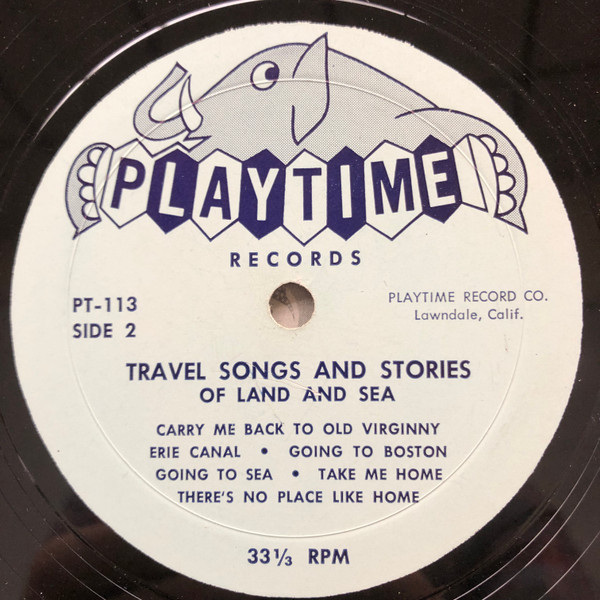 PLAYTIME
RECORDS
PT-113
SIDE 2
PLAYTIME RECORD CO.
Lawndale, Calif.
TRAVEL SONGS AND STORIES
OF LAND AND SEA
CARRY ME BACK TO OLD VIRGINNY
ERIE CANAL • GOING TO BOSTON
GOING TO SEA • TAKE ME HOME
THERE'S NO PLACE LIKE HOME
33⅓ RPM